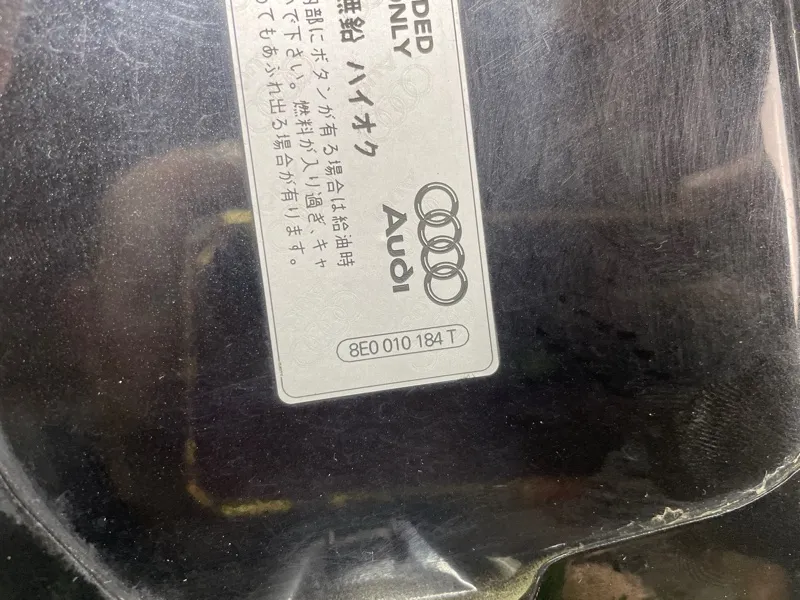 DED
ONLY
無鉛 ハイオク
内部にボタンが有る場合は給油時
で下さい。燃料が入り過ぎ、キャ
てもあふれ出る場合が有ります。
Audi
8E0 010 184 T